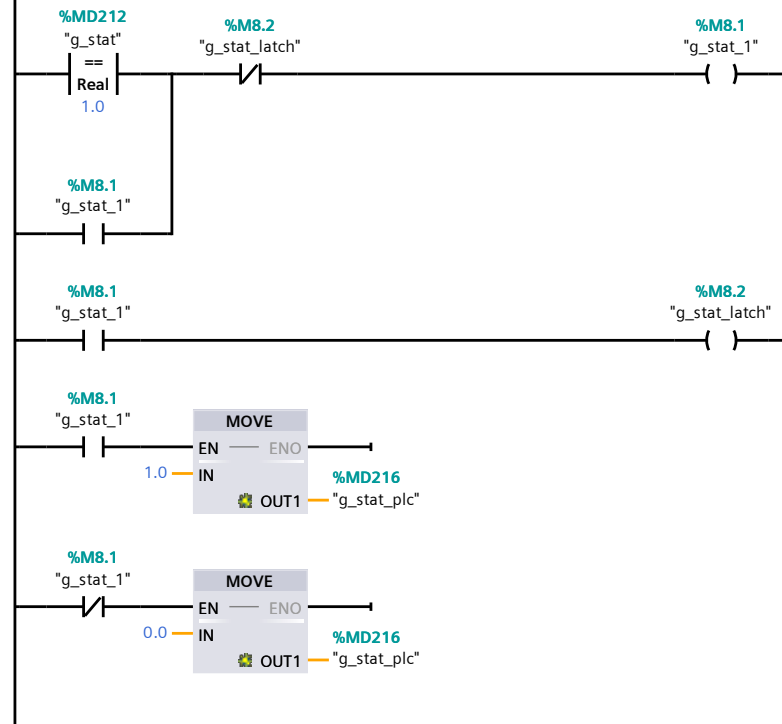 %MD212
"g_stat"
==
Real
1.0
%M8.2
"g_stat_latch"
%M8.1
"g_stat_1"
%M8.1
"g_stat_1"
%M8.1
"g_stat_1"
%M8.2
"g_stat_latch"
%M8.1
"g_stat_1"
MOVE
EN
ENO
1.0
IN
OUT1
%MD216
"g_stat_plc"
%M8.1
"g_stat_1"
MOVE
EN
ENO
0.0
IN
OUT1
%MD216
"g_stat_plc"